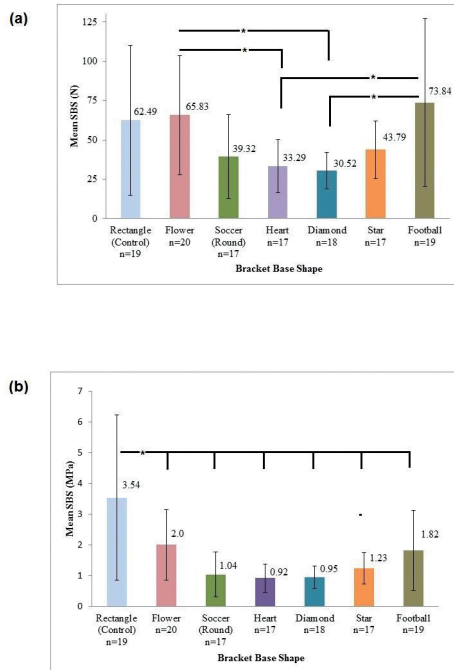 (a)
125
100
75
50
25
0
Mean SBS (N)
62.49
65.83
39.32
33.29
30.52
43.79
73.84
*
*
*
*
Rectangle Flower Soccer Heart Diamond Star Football
(Control) n=20 (Round) n=17 n=18 n=17 n=19
n=19 n=17
Bracket Base Shape
(b)
7
6
5
4
3
2
1
0
Mean SBS (MPa)
*
3.54
2.0
1.04
0.92
0.95
1.23
1.82
Rectangle Flower Soccer Heart Diamond Star Football
(Control) n=20 (Round) n=17 n=18 n=17 n=19
n=19 n=17
Bracket Base Shape